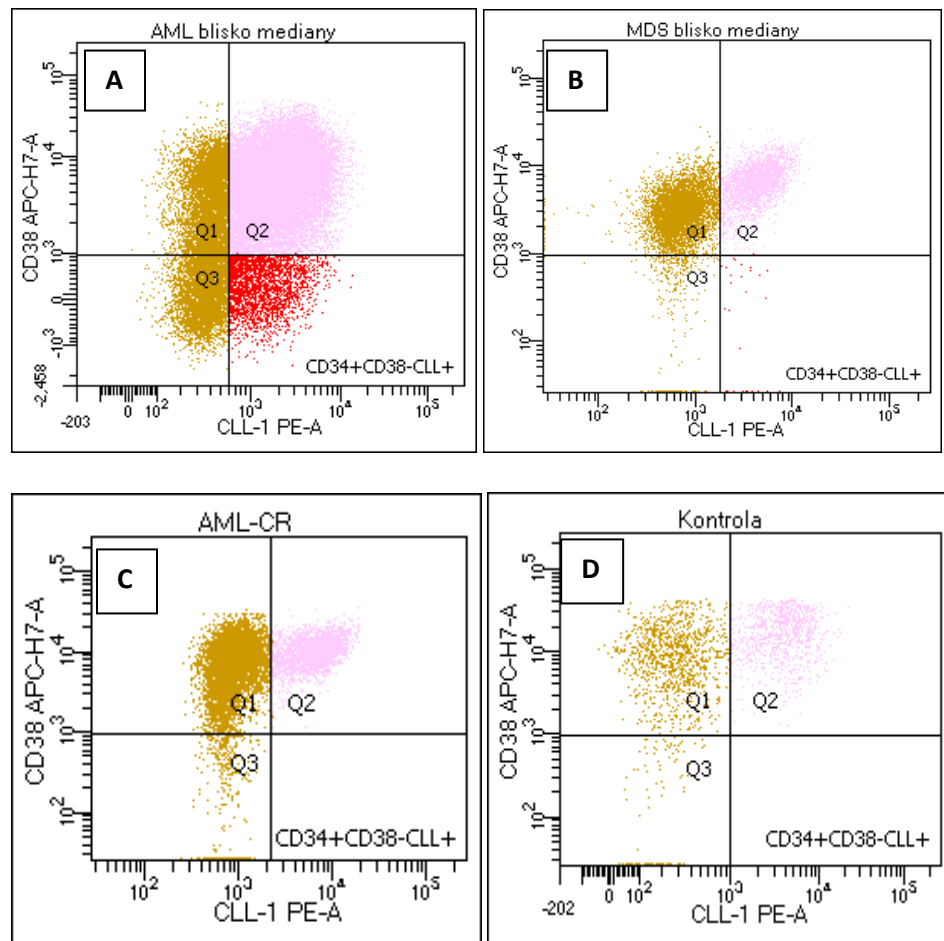 AML blisko mediany
A
CD38 APC-H7-A
10^5
10^4
10^3
0
-10^3
-2,458
Q1
Q2
Q3
CD34+CD38-CLL+
-203
0
10^2
10^3
10^4
10^5
CLL-1 PE-A
MDS blisko mediany
B
CD38 APC-H7-A
10^5
10^4
10^3
10^2
Q1
Q2
Q3
CD34+CD38-CLL+
10^2
10^3
10^4
10^5
CLL-1 PE-A
AML-CR
C
CD38 APC-H7-A
10^5
10^4
10^3
10^2
Q1
Q2
Q3
CD34+CD38-CLL+
10^2
10^3
10^4
10^5
CLL-1 PE-A
Kontrola
D
CD38 APC-H7-A
10^5
10^4
10^3
10^2
Q1
Q2
Q3
CD34+CD38-CLL+
-202
0
10^2
10^3
10^4
10^5
CLL-1 PE-A